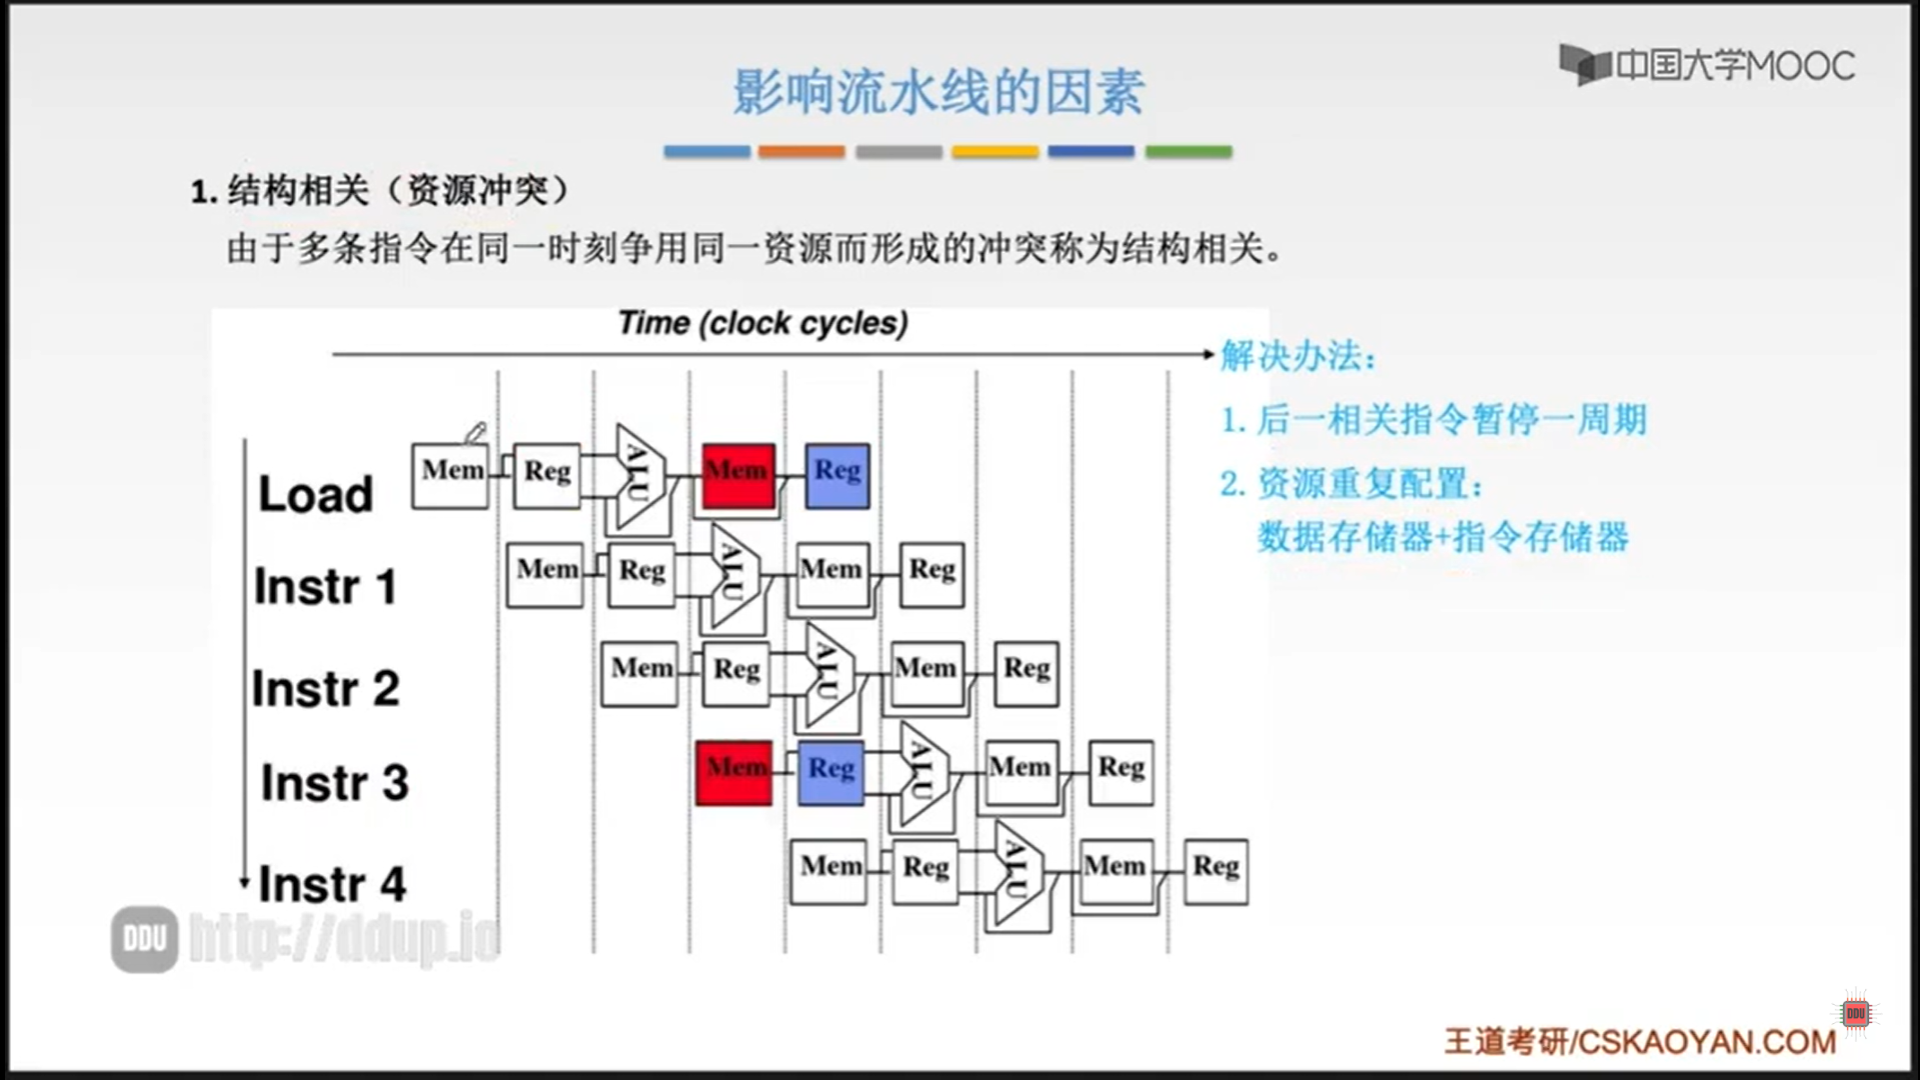 影响流水线的因素
中国大学MOOC
1. 结构相关（资源冲突）
由于多条指令在同一时刻争用同一资源而形成的冲突称为结构相关。
Time (clock cycles)
解决办法：
1. 后一相关指令暂停一周期
2. 资源重复配置：
数据存储器+指令存储器
Load Mem Reg ALU Mem Reg
Instr 1 Mem Reg ALU Mem Reg
Instr 2 Mem Reg ALU Mem Reg
Instr 3 Mem Reg ALU Mem Reg
Instr 4 Mem Reg ALU Mem Reg
DDU http://ddup.io
DDU
王道考研/CSKAOYAN.COM